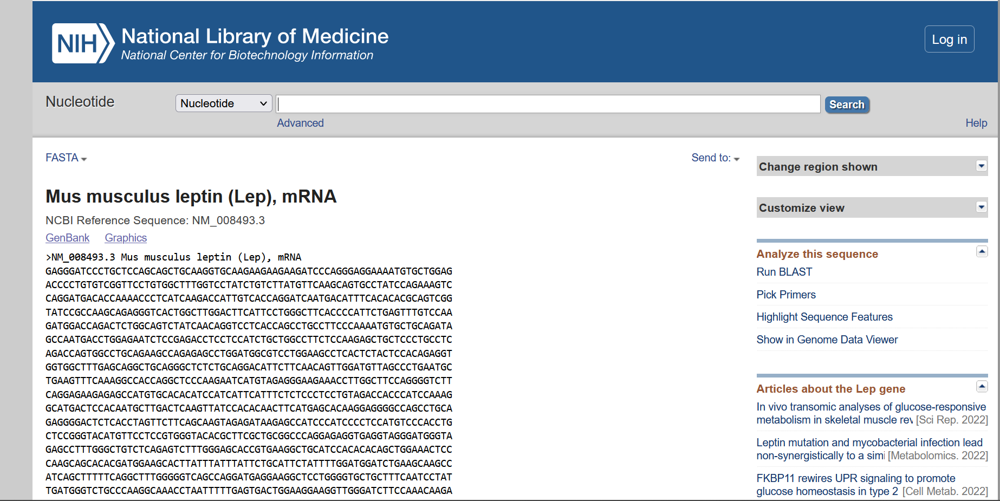 NIH National Library of Medicine
National Center for Biotechnology Information
Log in
Nucleotide
Nucleotide
Search
Advanced
Help
FASTA
Send to:
Mus musculus leptin (Lep), mRNA
NCBI Reference Sequence: NM_008493.3
GenBank Graphics
>NM_008493.3 Mus musculus leptin (Lep), mRNA
GAGGGATCCCTGCTCCAGCAGCTGCAAGGTGCAAGAAGAAGAAGATCCCAGGGAGGAAAATGTGCTGGAG
ACCCCTGTGTCGGTTCCTGTGGCTTTGGTCCTATCTGTCTTATGTTCAAGCAGTGCCTATCCAGAAAGTC
CAGGATGACACCAAAACCCTCATCAAGACCATTGTCACCAGGATCAATGACATTTCACACACGCAGTCGG
TATCCGCCAAGCAGAGGGTCACTGGCTTGGACTTCATTCCTGGGCTTCACCCCATTCTGAGTTTGTCCAA
GATGGACCAGACTCTGGCAGTCTATCAACAGGTCCTCACCAGCCTGCCTTCCCAAAATGTGCTGCAGATA
GCCAATGACCTGGAGAATCTCCGAGACCTCCTCCATCTGCTGGCCTTCTCCAAGAGCTGCTCCCTGCCTC
AGACCAGTGGCCTGCAGAAGCCAGAGAGCCTGGATGGCGTCCTGGAAGCCTCACTCTACTCCACAGAGGT
GGTGGCTTTGAGCAGGCTGCAGGGCTCTCTGCAGGACATTCTTCAACAGTTGGATGTTAGCCCTGAATGC
TGAAGTTTCAAAGGCCACCAGGCTCCCAAGAATCATGTAGAGGGAAGAAACCTTGGCTTCCAGGGGTCTT
CAGGAGAAGAGAGCCATGTGCACACATCCATCATTCATTTCTCTCCCTCCTGTAGACCACCCATCCAAAG
GCATGACTCCACAATGCTTGACTCAAGTTATCCACACAACTTCATGAGCACAAGGAGGGGCCAGCCTGCA
GAGGGGACTCTCACCTAGTTCTTCAGCAAGTAGAGATAAGAGCCATCCCATCCCCTCCATGTCCCACCTG
CTCCGGGTACATGTTCCTCCGTGGGTACACGCTTCGCTGCGGCCCAGGAGAGGTGAGGTAGGGATGGGTA
GAGCCTTTGGGCTGTCTCAGAGTCTTTGGGAGCACCGTGAAGGCTGCATCCACACACAGCTGGAAACTCC
CAAGCAGCACACGATGGAAGCACTTATTTATTTATTCTGCATTCTATTTTGGATGGATCTGAAGCAAGCC
ATCAGCTTTTTCAGGCTTTGGGGGTCAGCCAGGATGAGGAAGGCTCCTGGGGTGCTGCTTTCAATCCTAT
TGATGGGTCTGCCCAAGGCAAACCTAATTTTTGAGTGACTGGAAGGAAGGTTGGGATCTTCCAAACAAGA
Change region shown
Customize view
Analyze this sequence
Run BLAST
Pick Primers
Highlight Sequence Features
Show in Genome Data Viewer
Articles about the Lep gene
In vivo transomic analyses of glucose-responsive
metabolism in skeletal muscle rev [Sci Rep. 2022]
Leptin mutation and mycobacterial infection lead
non-synergistically to a simi [Metabolomics. 2022]
FKBP11 rewires UPR signaling to promote
glucose homeostasis in type 2 [Cell Metab. 2022]